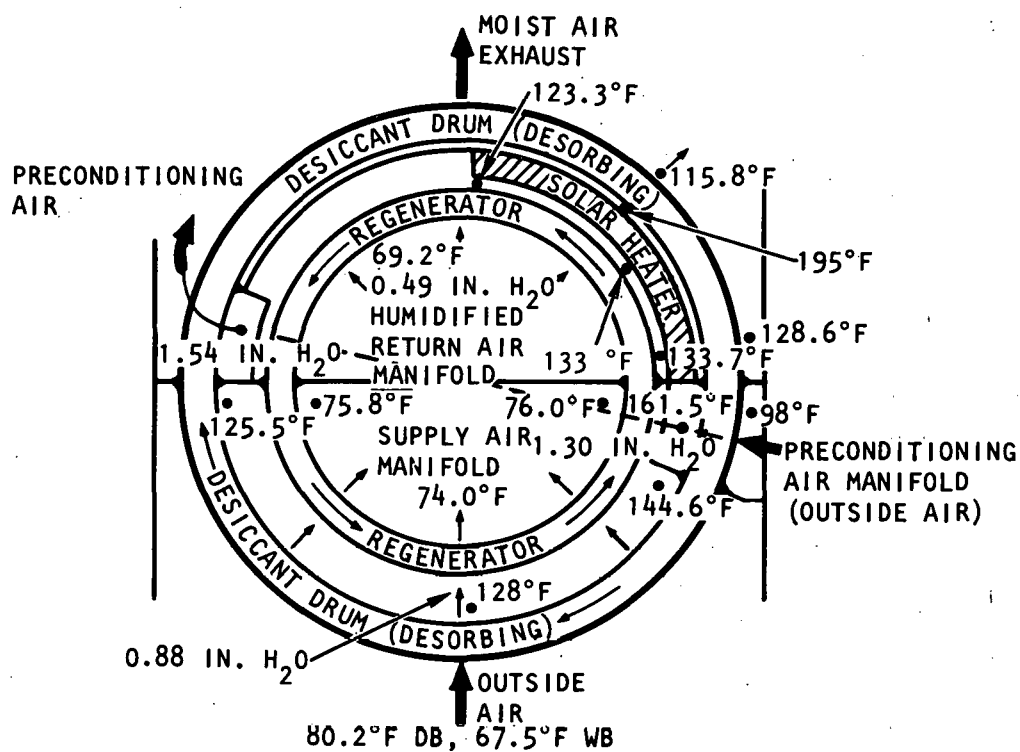 MOIST AIR
EXHAUST
123.3°F
DESICCANT DRUM (DESORBING)
PRECONDITIONING
AIR
115.8°F
SOLAR HEATER
REGENERATOR
195°F
69.2°F
0.49 IN. H2O
HUMIDIFIED
RETURN AIR
MANIFOLD
128.6°F
1.54 IN. H2O
133 °F
133.7°F
125.5°F
75.8°F
76.0°F
161.5°F
98°F
SUPPLY AIR
MANIFOLD
74.0°F
1.30 IN. H2O
PRECONDITIONING
AIR MANIFOLD
(OUTSIDE AIR)
144.6°F
REGENERATOR
128°F
DESICCANT DRUM (DESORBING)
0.88 IN. H2O
OUTSIDE
AIR
80.2°F DB, 67.5°F WB